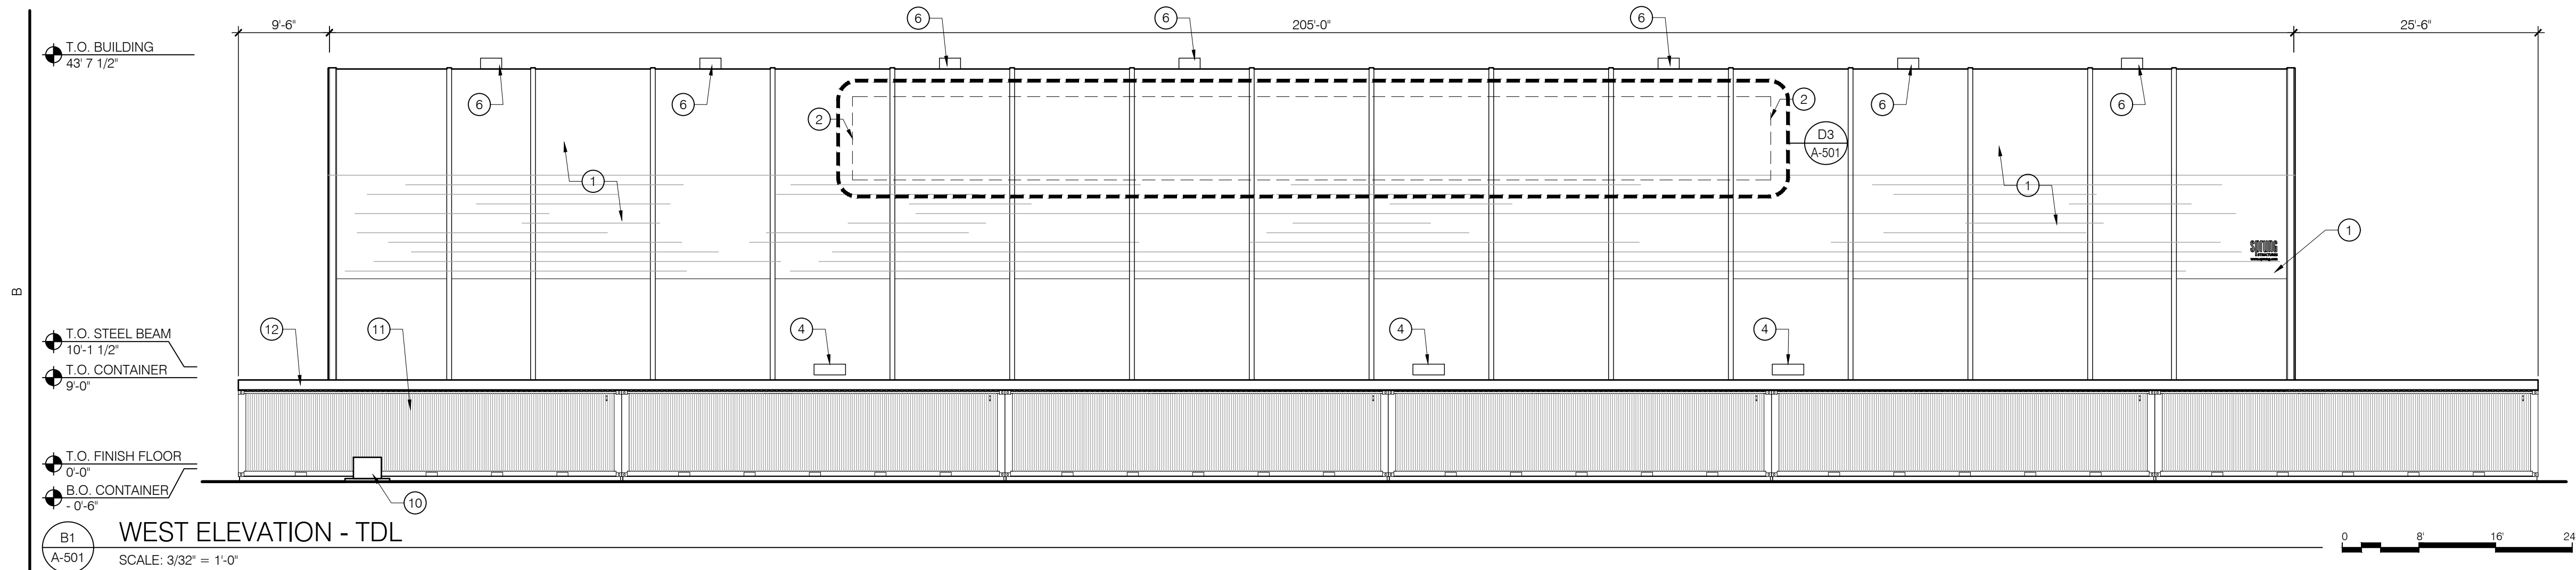 9'-6"
6
6
6
205'-0"
25'-6"
T.O. BUILDING
43' 7 1/2"
6
6
6
6
2
2
D3
A-501
1
1
1
sprung
STRUCTURES
T.O. STEEL BEAM
10'-1 1/2"
12
11
4
4
4
T.O. CONTAINER
9'-0"
B
T.O. FINISH FLOOR
0'-0"
B.O. CONTAINER
- 0'-6"
10
B1
A-501
WEST ELEVATION - TDL
SCALE: 3/32" = 1'-0"
0 8' 16' 24